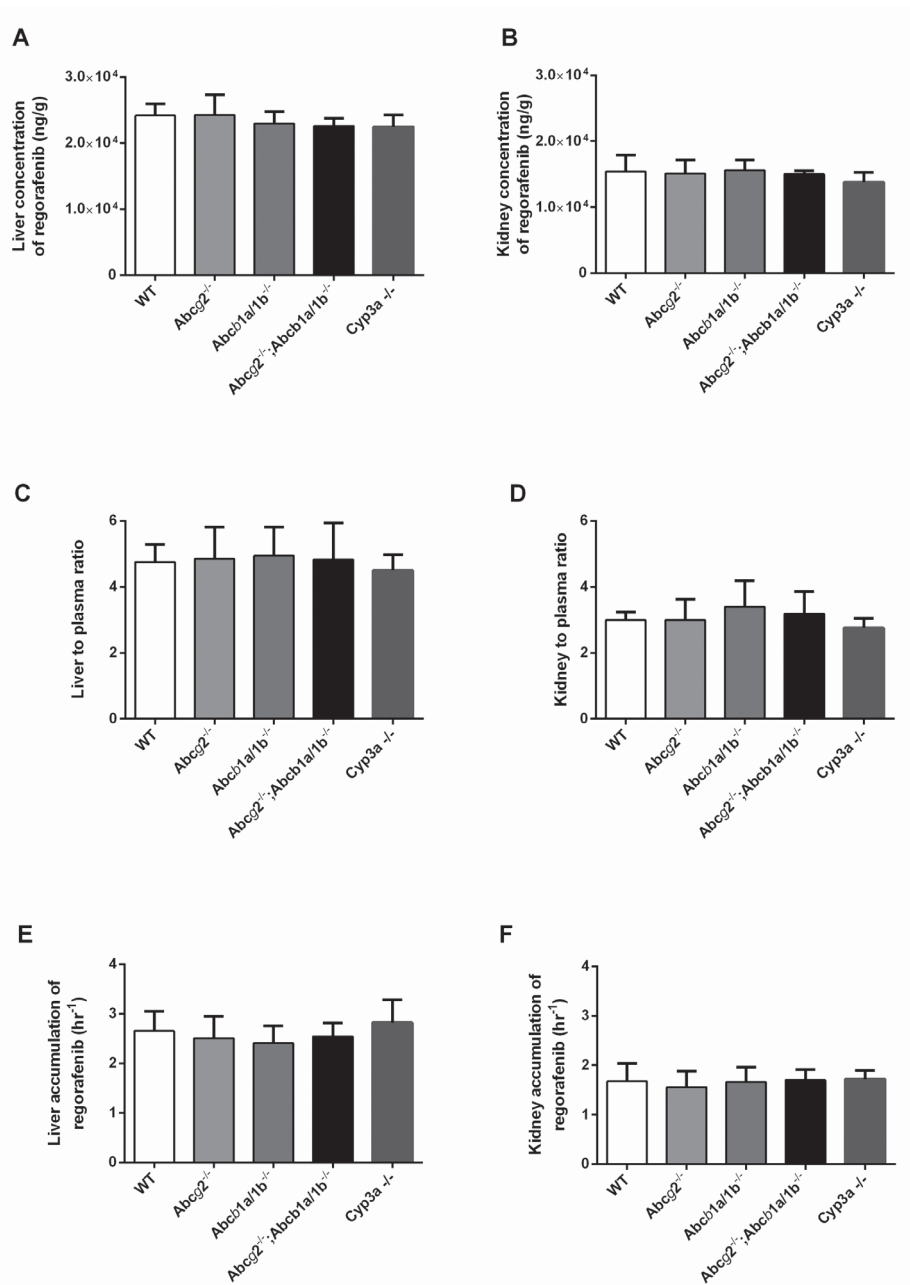 A
Liver concentration
of regorafenib (ng/g)
3.0×10⁴
2.0×10⁴
1.0×10⁴
0
WT
Abcg2⁻/⁻
Abcb1a/1b⁻/⁻
Abcg2⁻/⁻;Abcb1a/1b⁻/⁻
Cyp3a -/-
B
Kidney concentration
of regorafenib (ng/g)
3.0×10⁴
2.0×10⁴
1.0×10⁴
0
WT
Abcg2⁻/⁻
Abcb1a/1b⁻/⁻
Abcg2⁻/⁻;Abcb1a/1b⁻/⁻
Cyp3a -/-
C
Liver to plasma ratio
6
4
2
0
WT
Abcg2⁻/⁻
Abcb1a/1b⁻/⁻
Abcg2⁻/⁻;Abcb1a/1b⁻/⁻
Cyp3a -/-
D
Kidney to plasma ratio
6
4
2
0
WT
Abcg2⁻/⁻
Abcb1a/1b⁻/⁻
Abcg2⁻/⁻;Abcb1a/1b⁻/⁻
Cyp3a -/-
E
Liver accumulation of
regorafenib (hr⁻¹)
4
3
2
1
0
WT
Abcg2⁻/⁻
Abcb1a/1b⁻/⁻
Abcg2⁻/⁻;Abcb1a/1b⁻/⁻
Cyp3a -/-
F
Kidney accumulation of
regorafenib (hr⁻¹)
4
3
2
1
0
WT
Abcg2⁻/⁻
Abcb1a/1b⁻/⁻
Abcg2⁻/⁻;Abcb1a/1b⁻/⁻
Cyp3a -/-